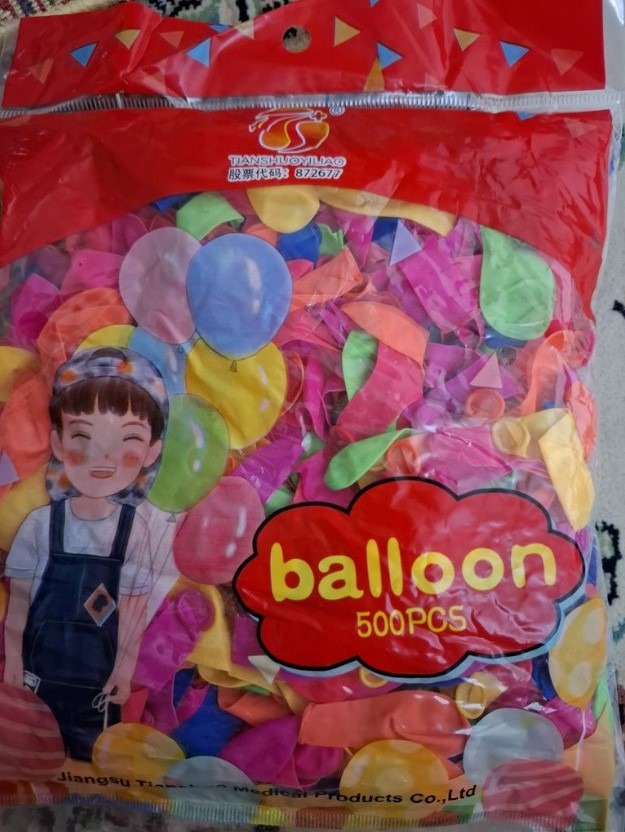 ®
TIANSHUOYILIAO
股票代码：872677
balloon
500PCS
Jiangsu Medical Products Co.,Ltd